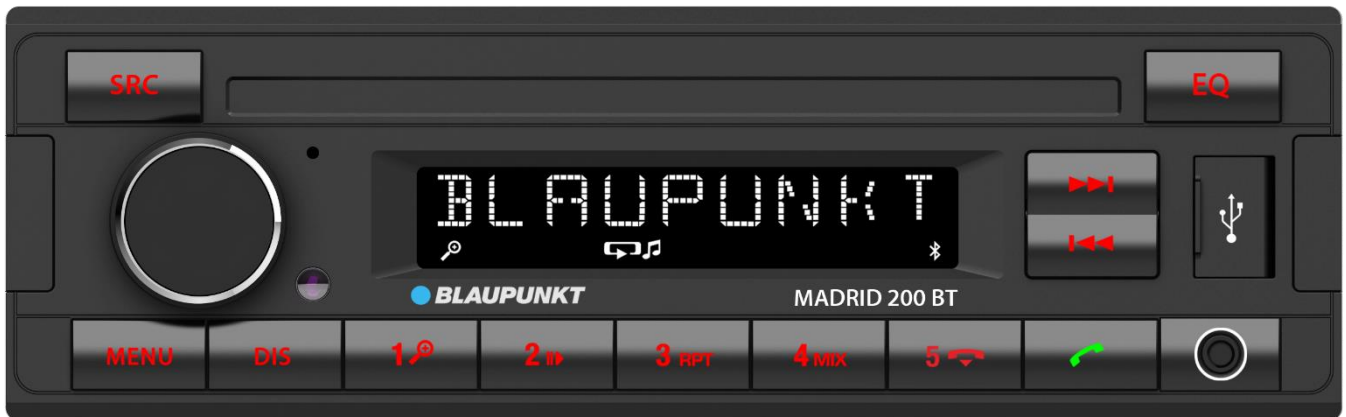 SRC
EQ
BLAUPUNKT
BLAUPUNKT
MADRID 200 BT
MENU
DIS
1
2
3 RPT
4 MIX
5